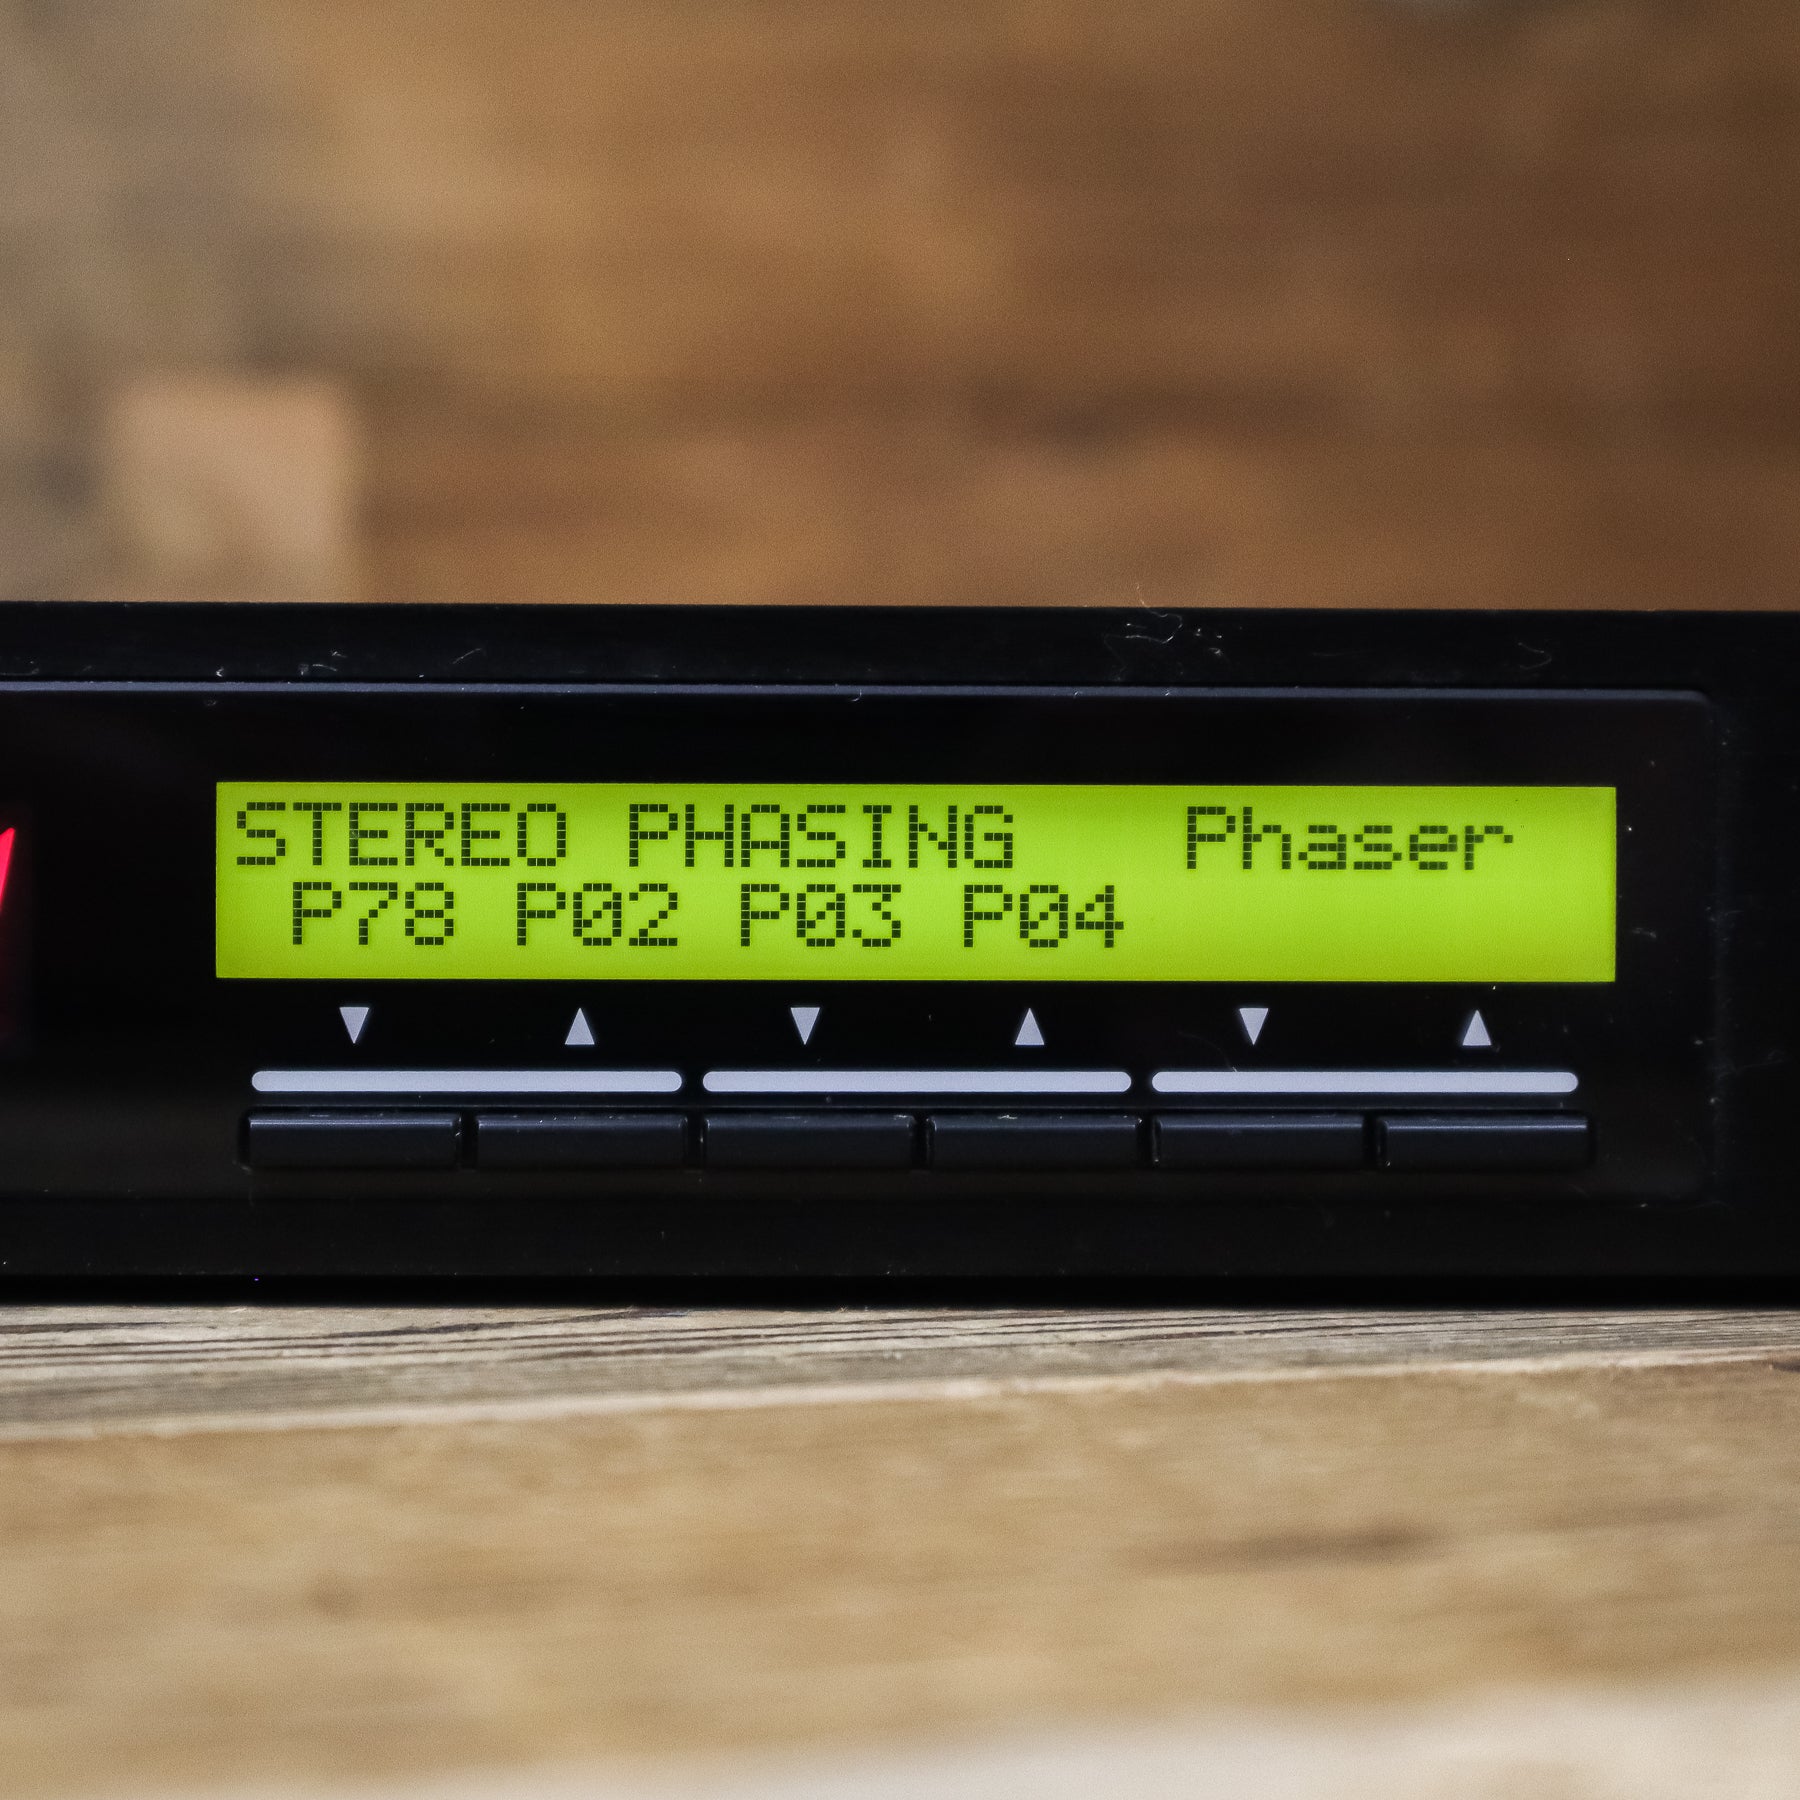 STEREO PHASING Phaser
P78 P02 P03 P04